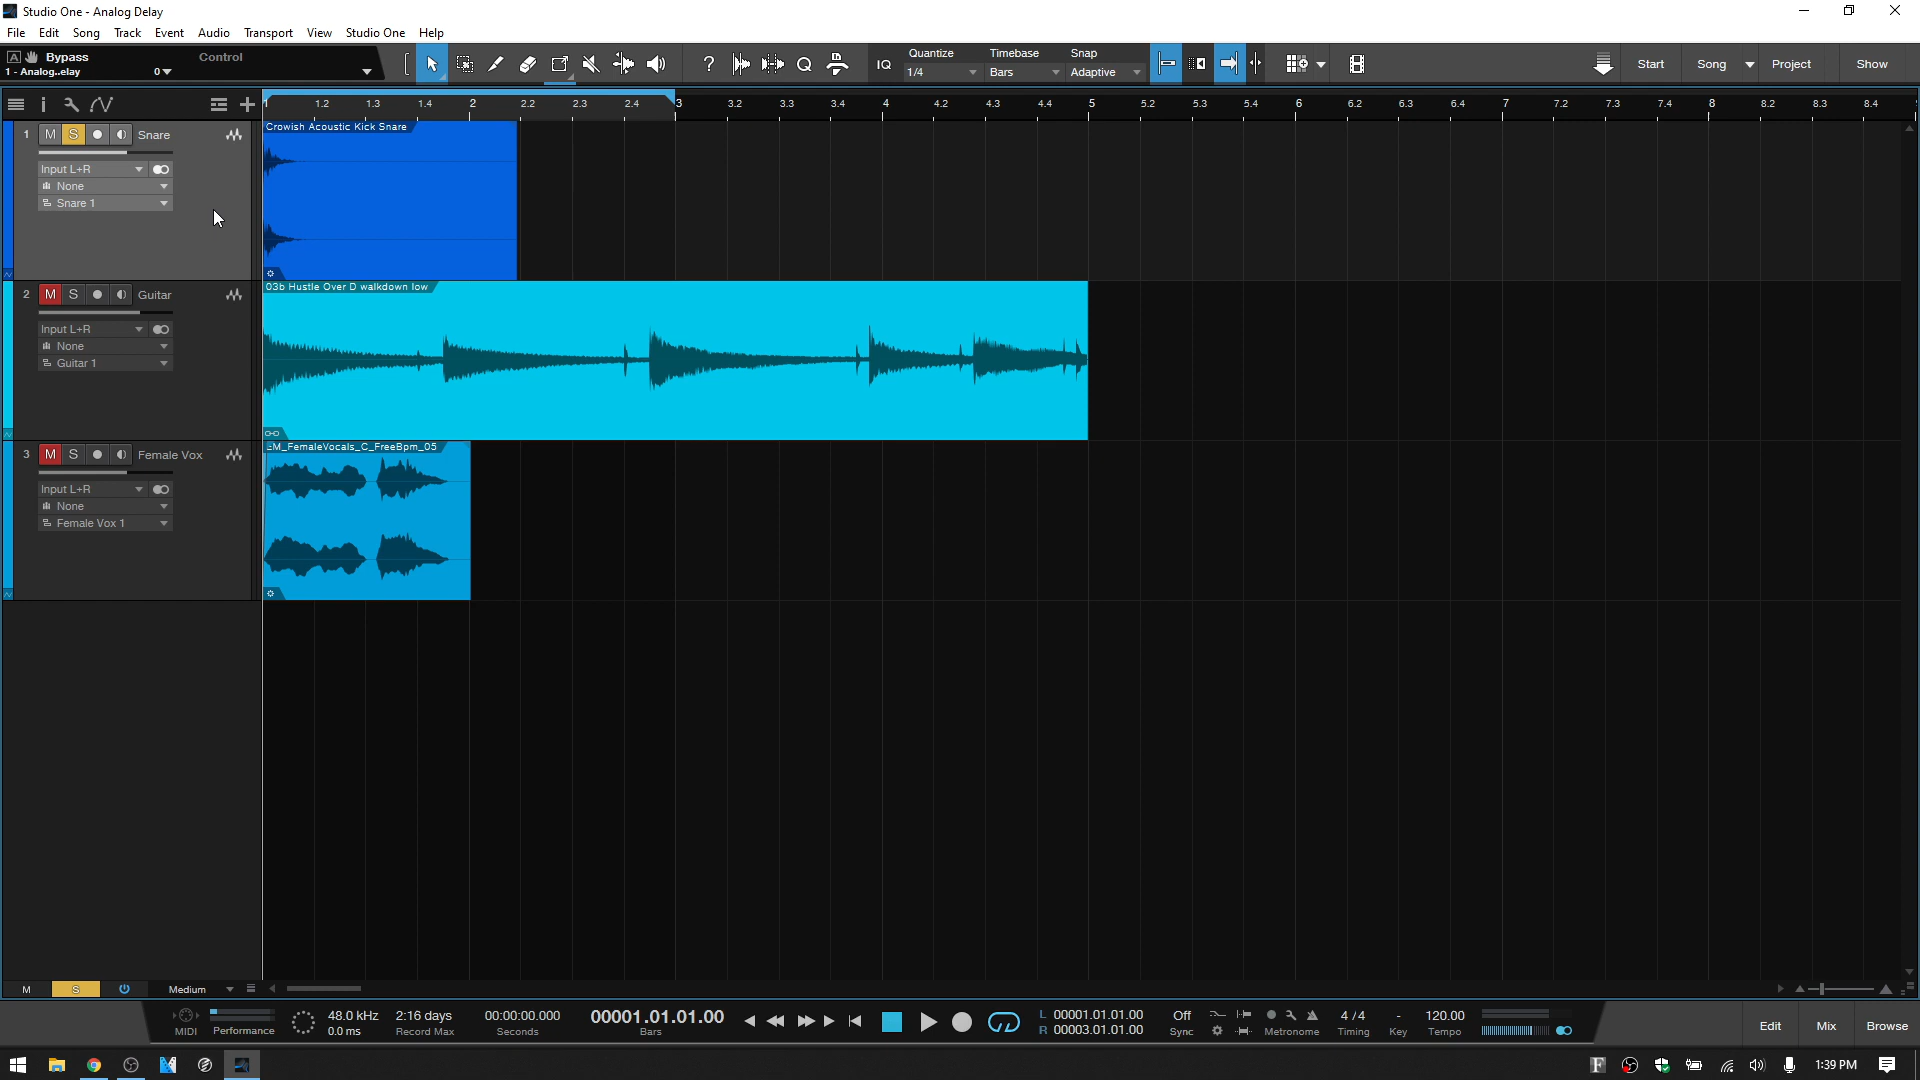 Studio One - Analog Delay
File Edit Song Track Event Audio Transport View Studio One Help
A Bypass Control
1 - Analog..elay 0
? IQ Quantize Timebase Snap
1/4 Bars Adaptive
Start Song Project Show
1.2 1.3 1.4 2 2.2 2.3 2.4 3 3.2 3.3 3.4 4 4.2 4.3 4.4 5 5.2 5.3 5.4 6 6.2 6.3 6.4 7 7.2 7.3 7.4 8 8.2 8.3 8.4
1 M S Snare
Input L+R
None
Snare 1
Crowish Acoustic Kick Snare
2 M S Guitar
Input L+R
None
Guitar 1
03b Hustle Over D walkdown low
3 M S Female Vox
Input L+R
None
Female Vox 1
EM_FemaleVocals_C_FreeBpm_05
M S Medium
MIDI Performance
48.0 kHz
0.0 ms
2:16 days
Record Max
00:00:00.000
Seconds
00001.01.01.00
Bars
L 00001.01.01.00
R 00003.01.01.00
Off
Sync
Metronome
4 / 4
Timing
-
Key
120.00
Tempo
Edit Mix Browse
1:39 PM